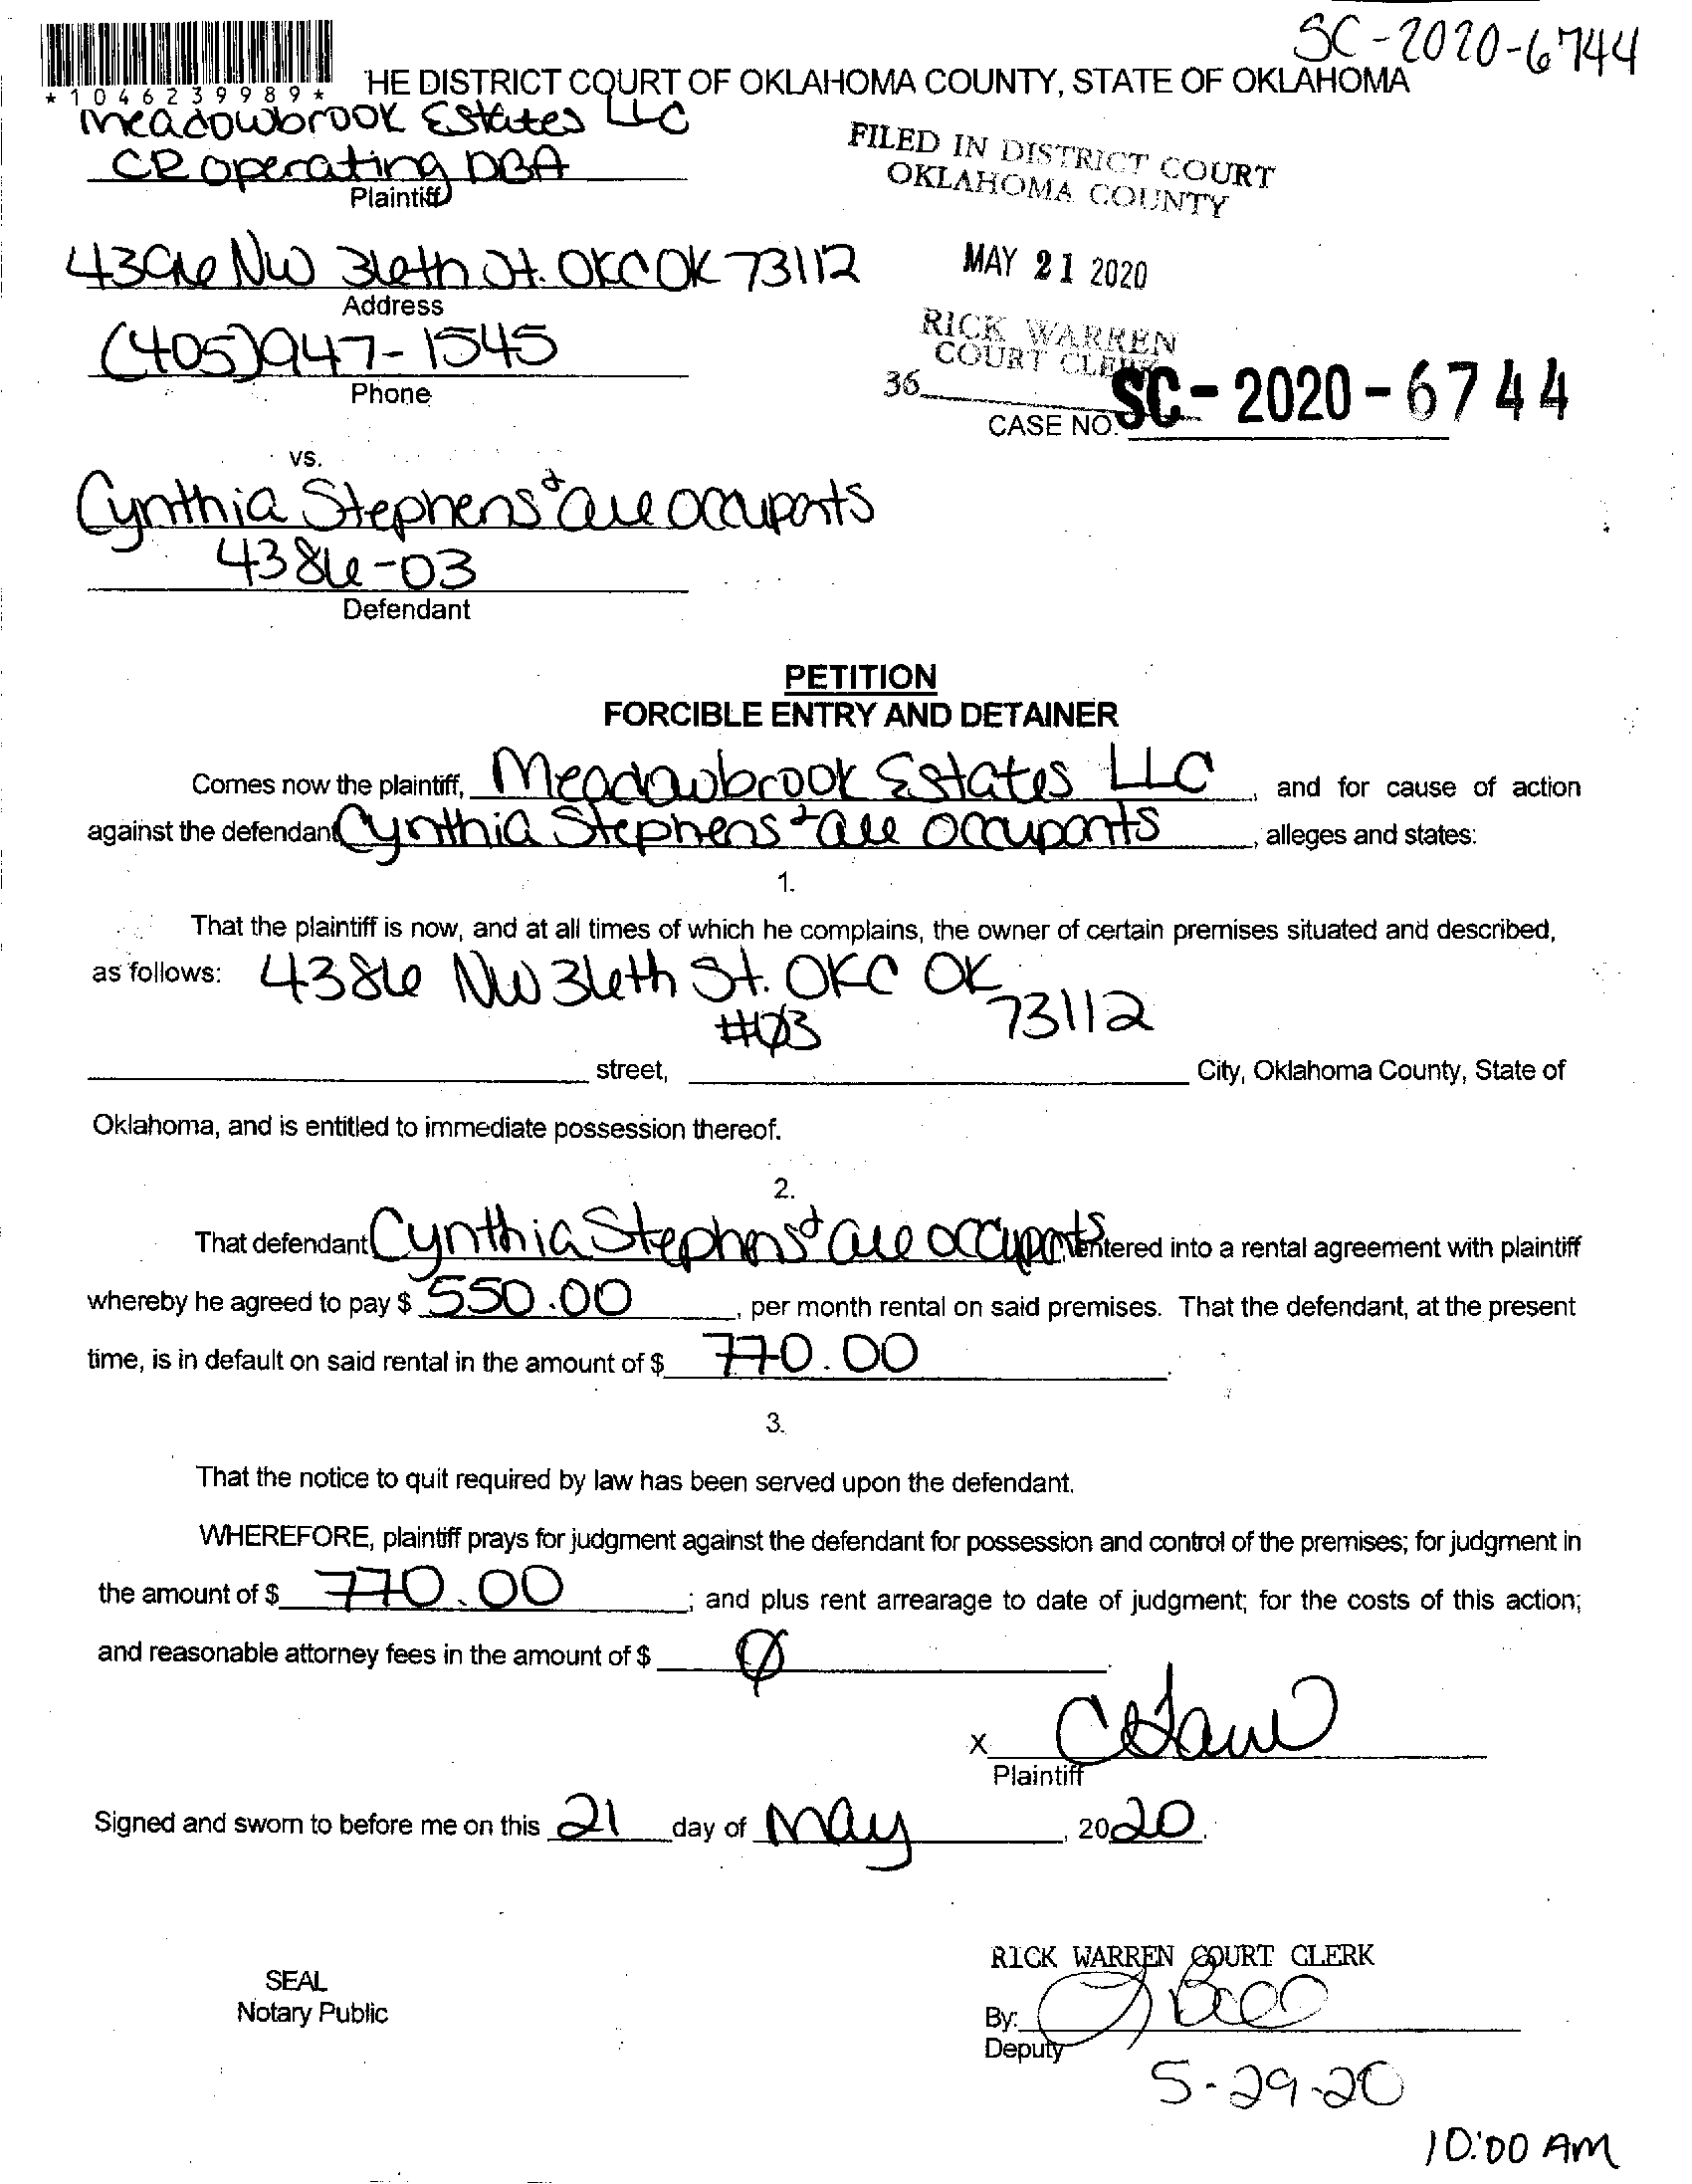 SC-2020-6744
*1046239989*
HE DISTRICT COURT OF OKLAHOMA COUNTY, STATE OF OKLAHOMA
Meadowbrook Estates LLC
CR Operating DBA
Plaintiff
FILED IN DISTRICT COURT
OKLAHOMA COUNTY
4396 NW 36th St. OKC OK 73112
Address
MAY 21 2020
(405)947-1545
Phone
RICK WARREN
COURT CLERK
36
CASE NO. SC-2020-6744
vs.
Cynthia Stephens & all occupants
4386-03
Defendant
PETITION
FORCIBLE ENTRY AND DETAINER
Comes now the plaintiff, Meadowbrook Estates LLC, and for cause of action
against the defendant Cynthia Stephens & all occupants, alleges and states:
1.
That the plaintiff is now, and at all times of which he complains, the owner of certain premises situated and described,
as follows: 4386 NW 36th St. OKC OK
#03 73112
street, City, Oklahoma County, State of
Oklahoma, and is entitled to immediate possession thereof.
2.
That defendant Cynthia Stephens & all occupants entered into a rental agreement with plaintiff
whereby he agreed to pay $ 550.00, per month rental on said premises. That the defendant, at the present
time, is in default on said rental in the amount of $ 770.00.
3.
That the notice to quit required by law has been served upon the defendant.
WHEREFORE, plaintiff prays for judgment against the defendant for possession and control of the premises; for judgment in
the amount of $ 770.00; and plus rent arrearage to date of judgment; for the costs of this action;
and reasonable attorney fees in the amount of $ Ø.
X
Plaintiff
Signed and sworn to before me on this 21 day of May, 2020.
RICK WARREN COURT CLERK
SEAL
Notary Public
By:
Deputy
5-29-20
10:00 AM